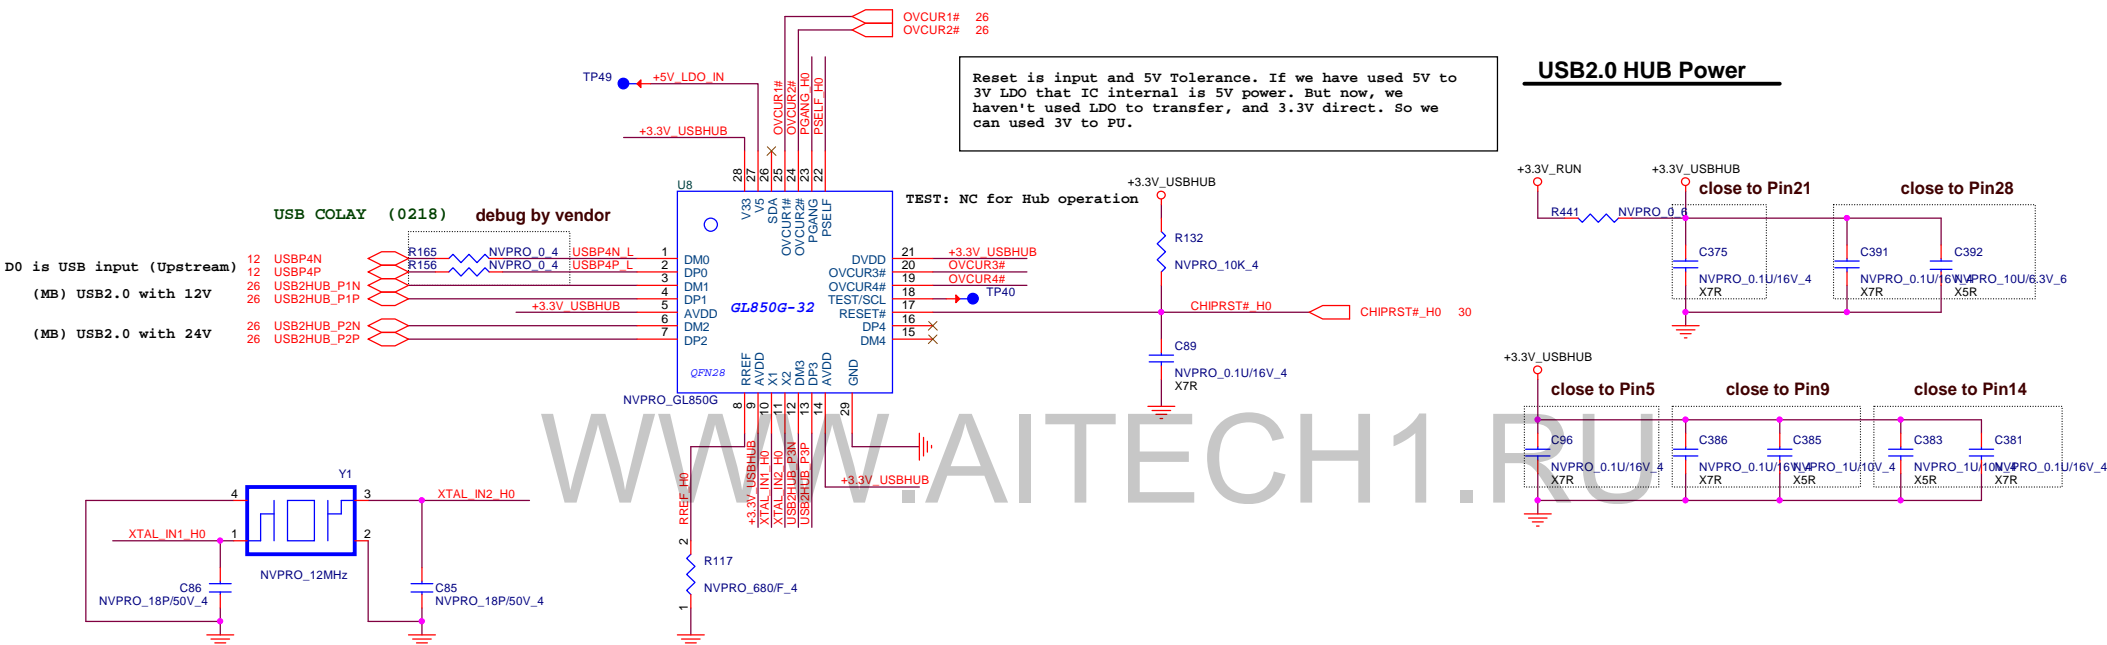 OVCUR1# 26
OVCUR2# 26
TP49
+5V_LDO_IN
+3.3V_USBHUB
OVCUR1#
OVCUR2#
PGANG_H0
PSELF_H0
Reset is input and 5V Tolerance. If we have used 5V to
3V LDO that IC internal is 5V power. But now, we
haven't used LDO to transfer, and 3.3V direct. So we
can used 3V to PU.
USB2.0 HUB Power
28
27
26
25
24
23
22
U8
V33
V5
SDA
OVCUR1#
OVCUR2#
PGANG
PSELF
TEST: NC for Hub operation
USB COLAY (0218)
debug by vendor
D0 is USB input (Upstream)
(MB) USB2.0 with 12V
(MB) USB2.0 with 24V
12 USBP4N
12 USBP4P
26 USB2HUB_P1N
26 USB2HUB_P1P
26 USB2HUB_P2N
26 USB2HUB_P2P
R165 NVPRO_0_4 USBP4N_L
R156 NVPRO_0_4 USBP4P_L
+3.3V_USBHUB
1 DM0
2 DP0
3 DM1
4 DP1
5 AVDD
6 DM2
7 DP2
GL850G-32
QFN28
NVPRO_GL850G
DVDD 21 +3.3V_USBHUB
OVCUR3# 20 OVCUR3#
OVCUR4# 19 OVCUR4#
TEST/SCL 18 TP40
RESET# 17
DP4 16
DM4 15
RREF
AVDD
X1
X2
DM3
DP3
AVDD
GND
8
9
10
11
12
13
14
29
RREF_H0
+3.3V_USBHUB
XTAL_IN1_H0
XTAL_IN2_H0
USB2HUB_P3N
USB2HUB_P3P
+3.3V_USBHUB
2
R117
NVPRO_680/F_4
1
+3.3V_USBHUB
R132
NVPRO_10K_4
CHIPRST#_H0
CHIPRST#_H0 30
C89
NVPRO_0.1U/16V_4
X7R
+3.3V_RUN
+3.3V_USBHUB
close to Pin21
close to Pin28
R441
NVPRO_0_6
C375
NVPRO_0.1U/16V_4
X7R
C391
NVPRO_0.1U/16V_4
X7R
C392
NVPRO_10U/6.3V_6
X5R
+3.3V_USBHUB
close to Pin5
close to Pin9
close to Pin14
C96
NVPRO_0.1U/16V_4
X7R
C386
NVPRO_0.1U/16V_4
X7R
C385
NVPRO_1U/10V_4
X5R
C383
NVPRO_1U/10V_4
X5R
C381
NVPRO_0.1U/16V_4
X7R
Y1
4
3
XTAL_IN2_H0
XTAL_IN1_H0
1
2
NVPRO_12MHz
C86
NVPRO_18P/50V_4
C85
NVPRO_18P/50V_4
WWW.AITECH1.RU